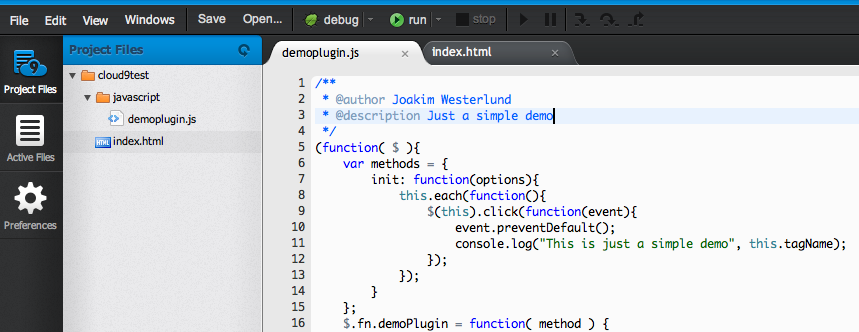 File Edit View Windows Save Open... debug run stop
Project Files
demoplugin.js × index.html ×
9
Project Files
Active Files
Preferences
cloud9test
javascript
demoplugin.js
HTML index.html
1 /**
2 * @author Joakim Westerlund
3 * @description Just a simple demo
4 */
5 (function( $ ){
6 var methods = {
7 init: function(options){
8 this.each(function(){
9 $(this).click(function(event){
10 event.preventDefault();
11 console.log("This is just a simple demo", this.tagName);
12 });
13 });
14 }
15 };
16 $.fn.demoPlugin = function( method ) {